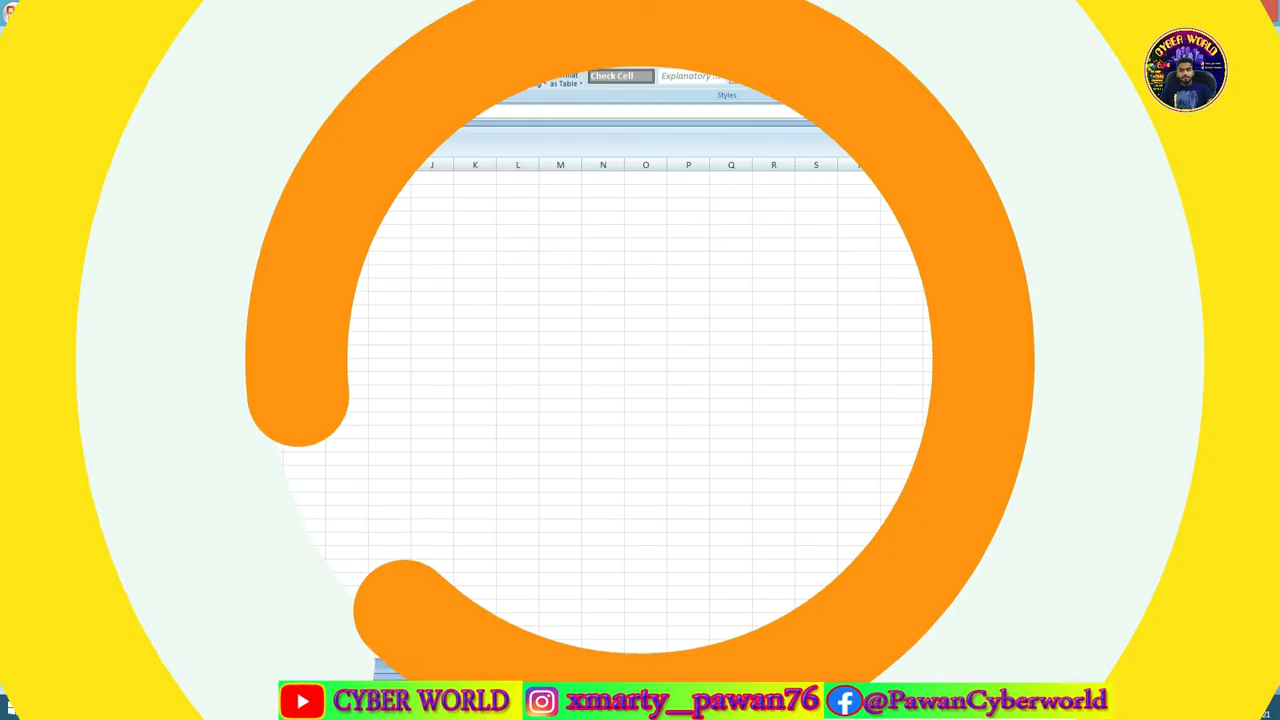 CYBER WORLD
as Table
Check Cell
Explanatory ...
Styles
K L M N O P Q R S
CYBER WORLD
xmarty_pawan76
@PawanCyberworld